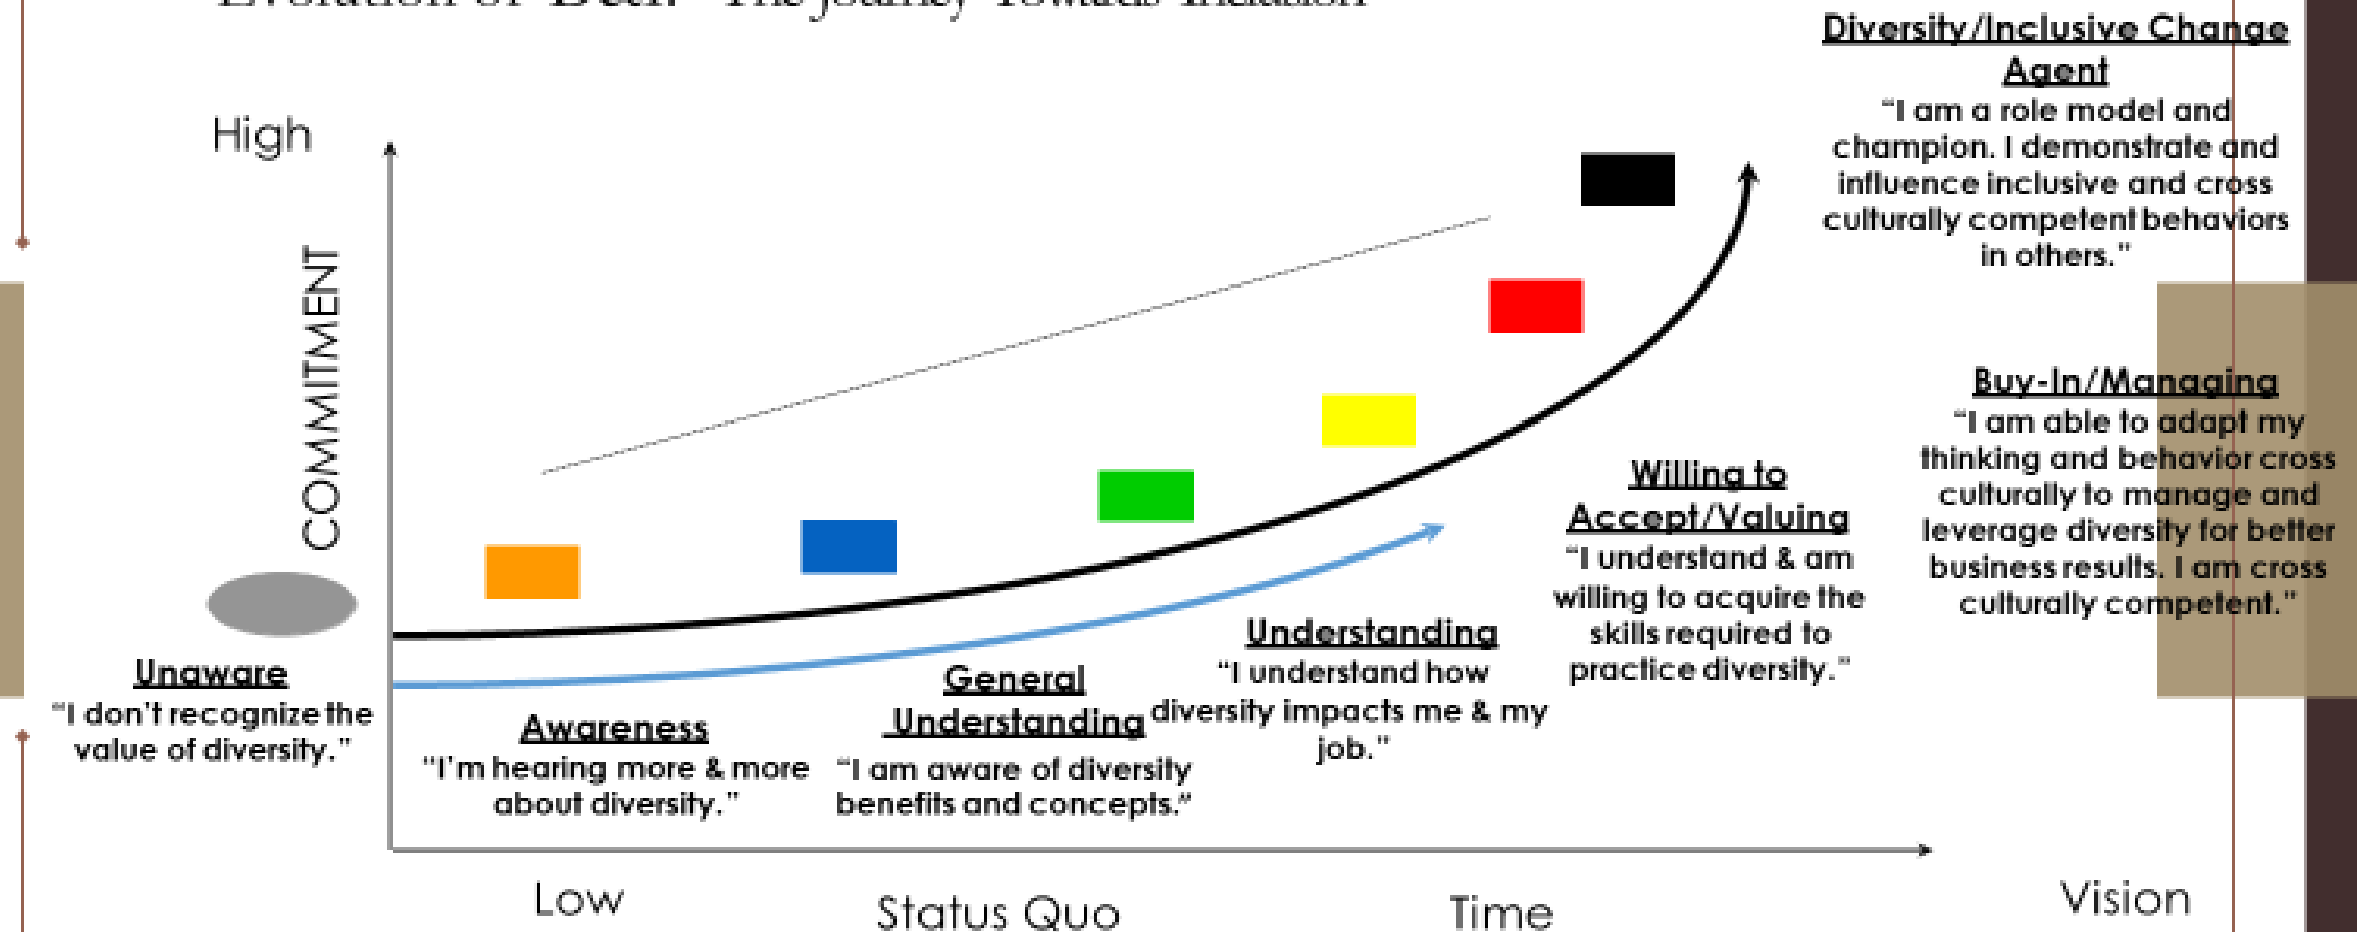 The Journey Towards Inclusion
Diversity/Inclusive Change
Agent
“I am a role model and
champion. I demonstrate and
influence inclusive and cross
culturally competent behaviors
in others.”
High
COMMITMENT
Buy-In/Managing
“I am able to adapt my
thinking and behavior cross
culturally to manage and
leverage diversity for better
business results. I am cross
culturally competent.”
Willing to
Accept/Valuing
“I understand & am
willing to acquire the
skills required to
practice diversity.”
Understanding
“I understand how
diversity impacts me & my
job.”
General
Understanding
“I am aware of diversity
benefits and concepts.”
Awareness
“I’m hearing more & more
about diversity.”
Unaware
“I don’t recognize the
value of diversity.”
Low
Status Quo
Time
Vision